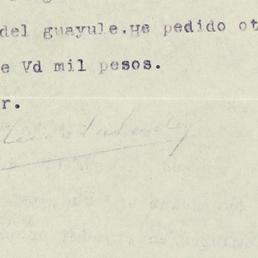 del guayule.He pedido ot
e Vd mil pesos.
r.